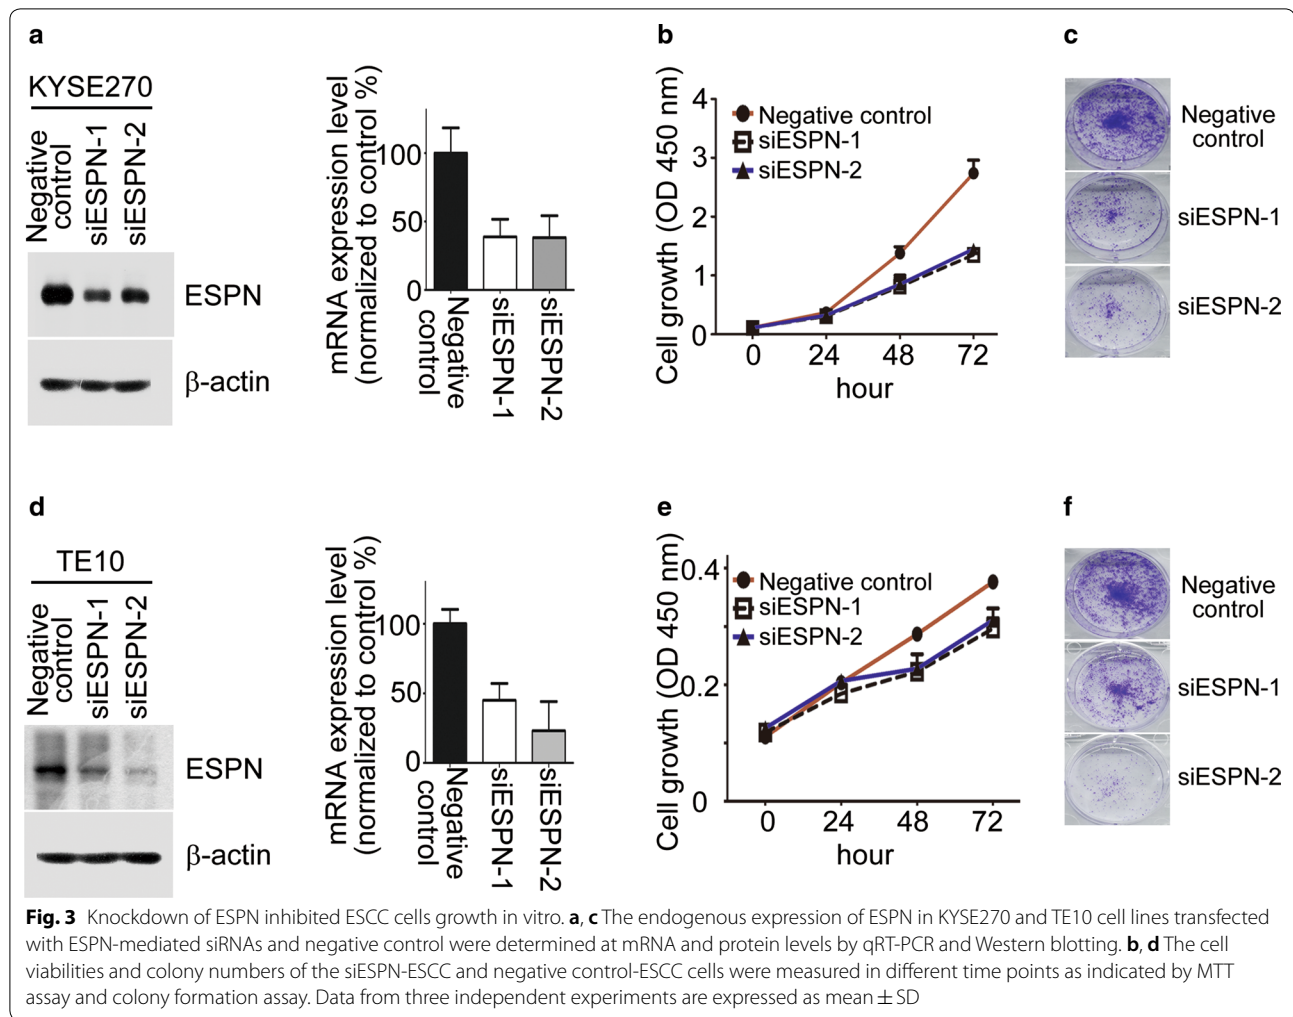 a
KYSE270
Negative
control
siESPN-1
siESPN-2
ESPN
β-actin
mRNA expression level
(normalized to control %)
100
50
0
Negative
control
siESPN-1
siESPN-2
b
Cell growth (OD 450 nm)
4
3
2
1
0
Negative control
siESPN-1
siESPN-2
0 24 48 72
hour
c
Negative
control
siESPN-1
siESPN-2
d
TE10
Negative
control
siESPN-1
siESPN-2
ESPN
β-actin
mRNA expression level
(normalized to control %)
100
50
0
Negative
control
siESPN-1
siESPN-2
e
Cell growth (OD 450 nm)
0.4
0.2
0
Negative control
siESPN-1
siESPN-2
0 24 48 72
hour
f
Negative
control
siESPN-1
siESPN-2
Fig. 3 Knockdown of ESPN inhibited ESCC cells growth in vitro. a, c The endogenous expression of ESPN in KYSE270 and TE10 cell lines transfected
with ESPN-mediated siRNAs and negative control were determined at mRNA and protein levels by qRT-PCR and Western blotting. b, d The cell
viabilities and colony numbers of the siESPN-ESCC and negative control-ESCC cells were measured in different time points as indicated by MTT
assay and colony formation assay. Data from three independent experiments are expressed as mean ± SD